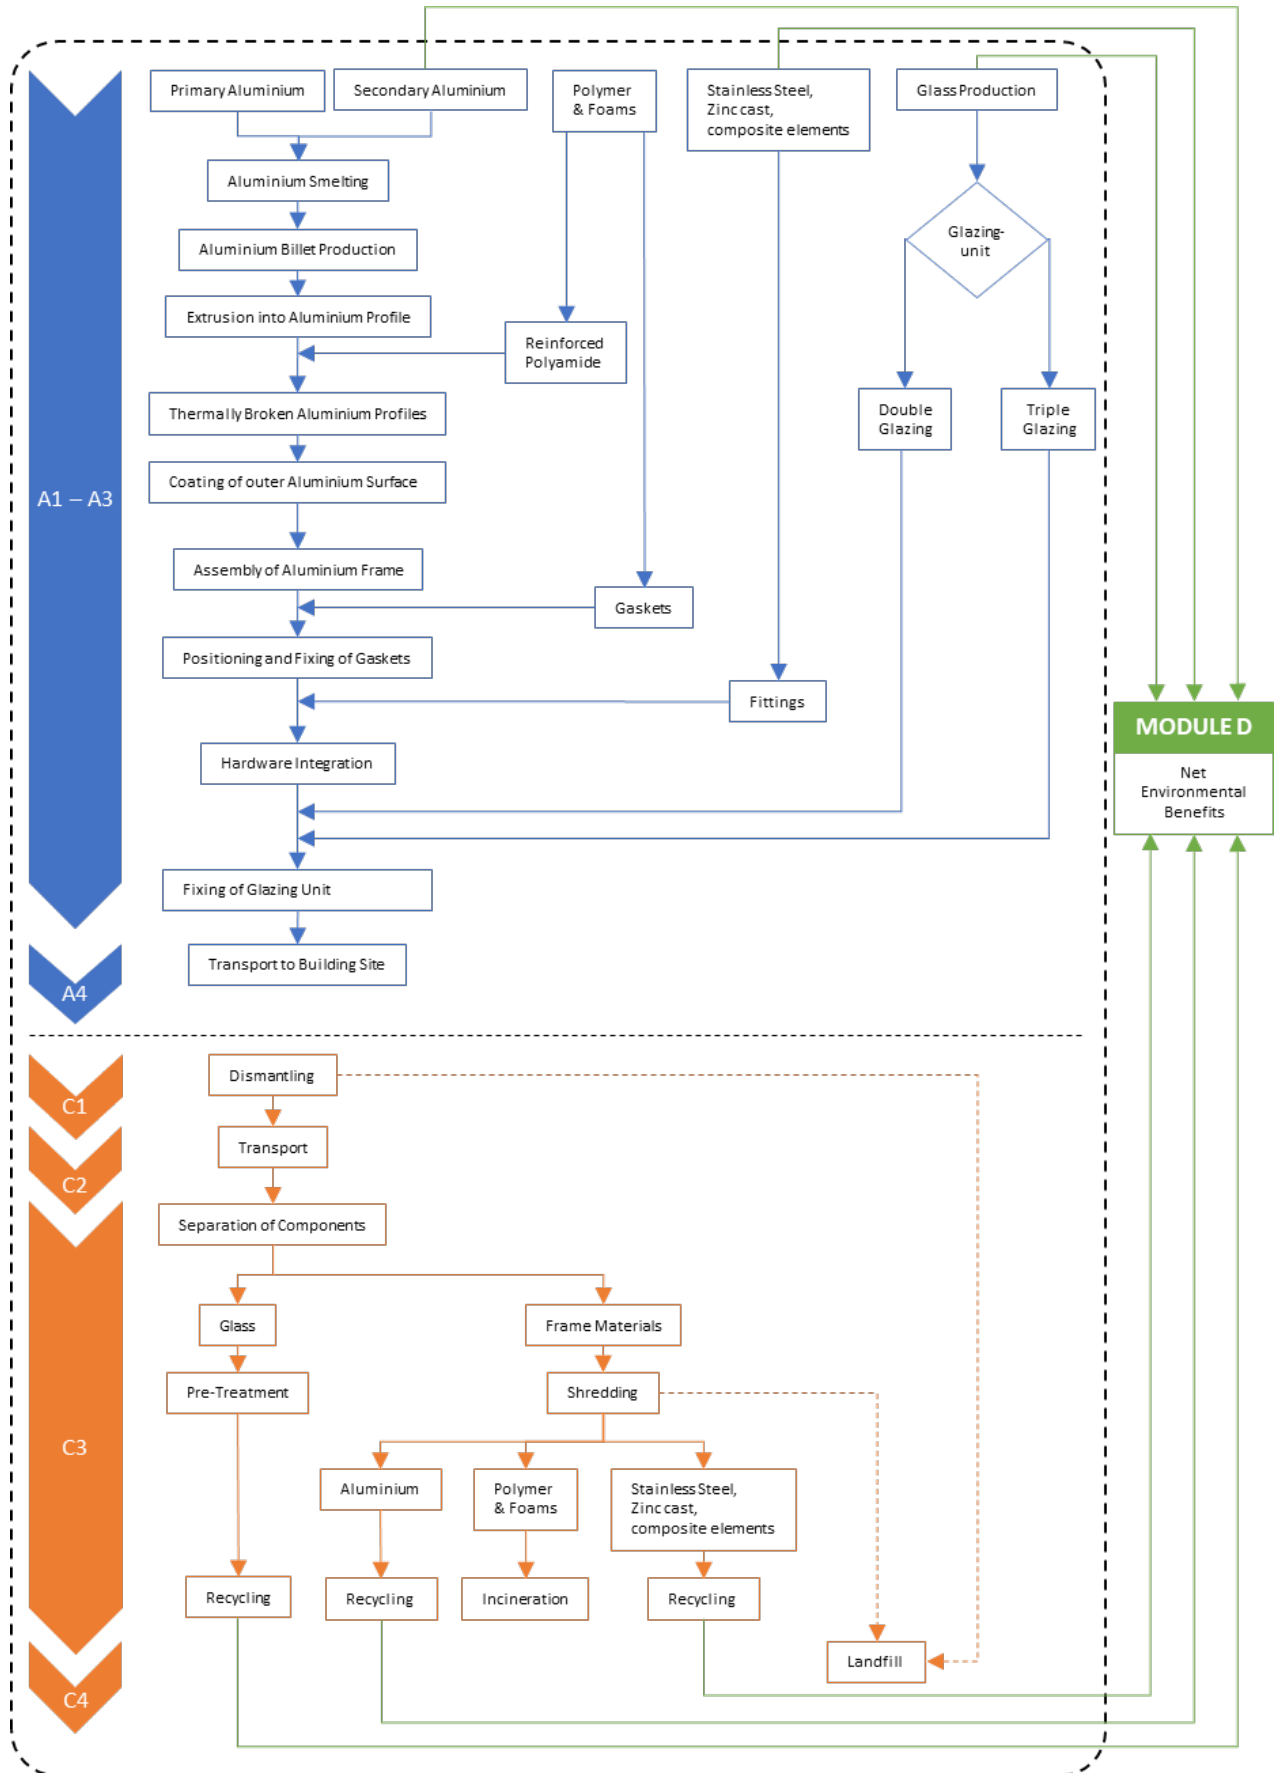 Primary Aluminium
Secondary Aluminium
Polymer
& Foams
Stainless Steel,
Zinc cast,
composite elements
Glass Production
Aluminium Smelting
Aluminium Billet Production
Glazing-
unit
Extrusion into Aluminium Profile
Reinforced
Polyamide
Thermally Broken Aluminium Profiles
Double
Glazing
Triple
Glazing
Coating of outer Aluminium Surface
A1 – A3
Assembly of Aluminium Frame
Gaskets
Positioning and Fixing of Gaskets
Fittings
Hardware Integration
MODULE D
Net
Environmental
Benefits
Fixing of Glazing Unit
Transport to Building Site
A4
Dismantling
C1
Transport
C2
Separation of Components
Glass
Frame Materials
Pre-Treatment
Shredding
C3
Aluminium
Polymer
& Foams
Stainless Steel,
Zinc cast,
composite elements
Recycling
Recycling
Incineration
Recycling
Landfill
C4